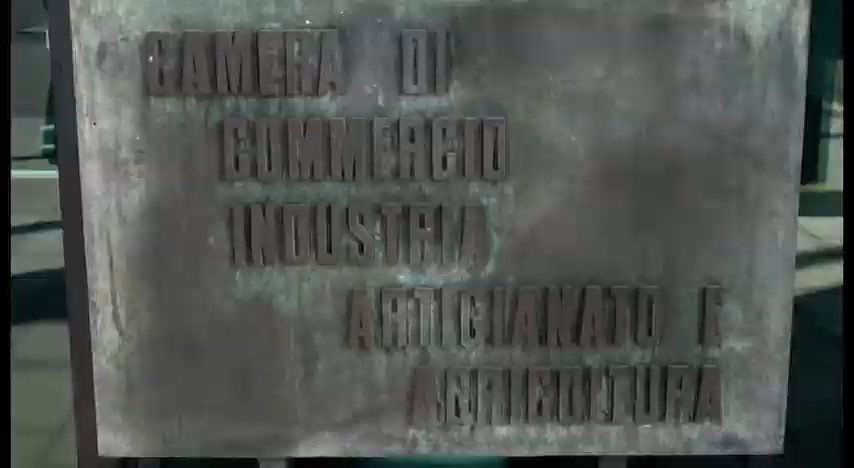 CAMERA DI
COMMERCIO
INDUSTRIA
ARTIGIANATO E
AGRICOLTURA